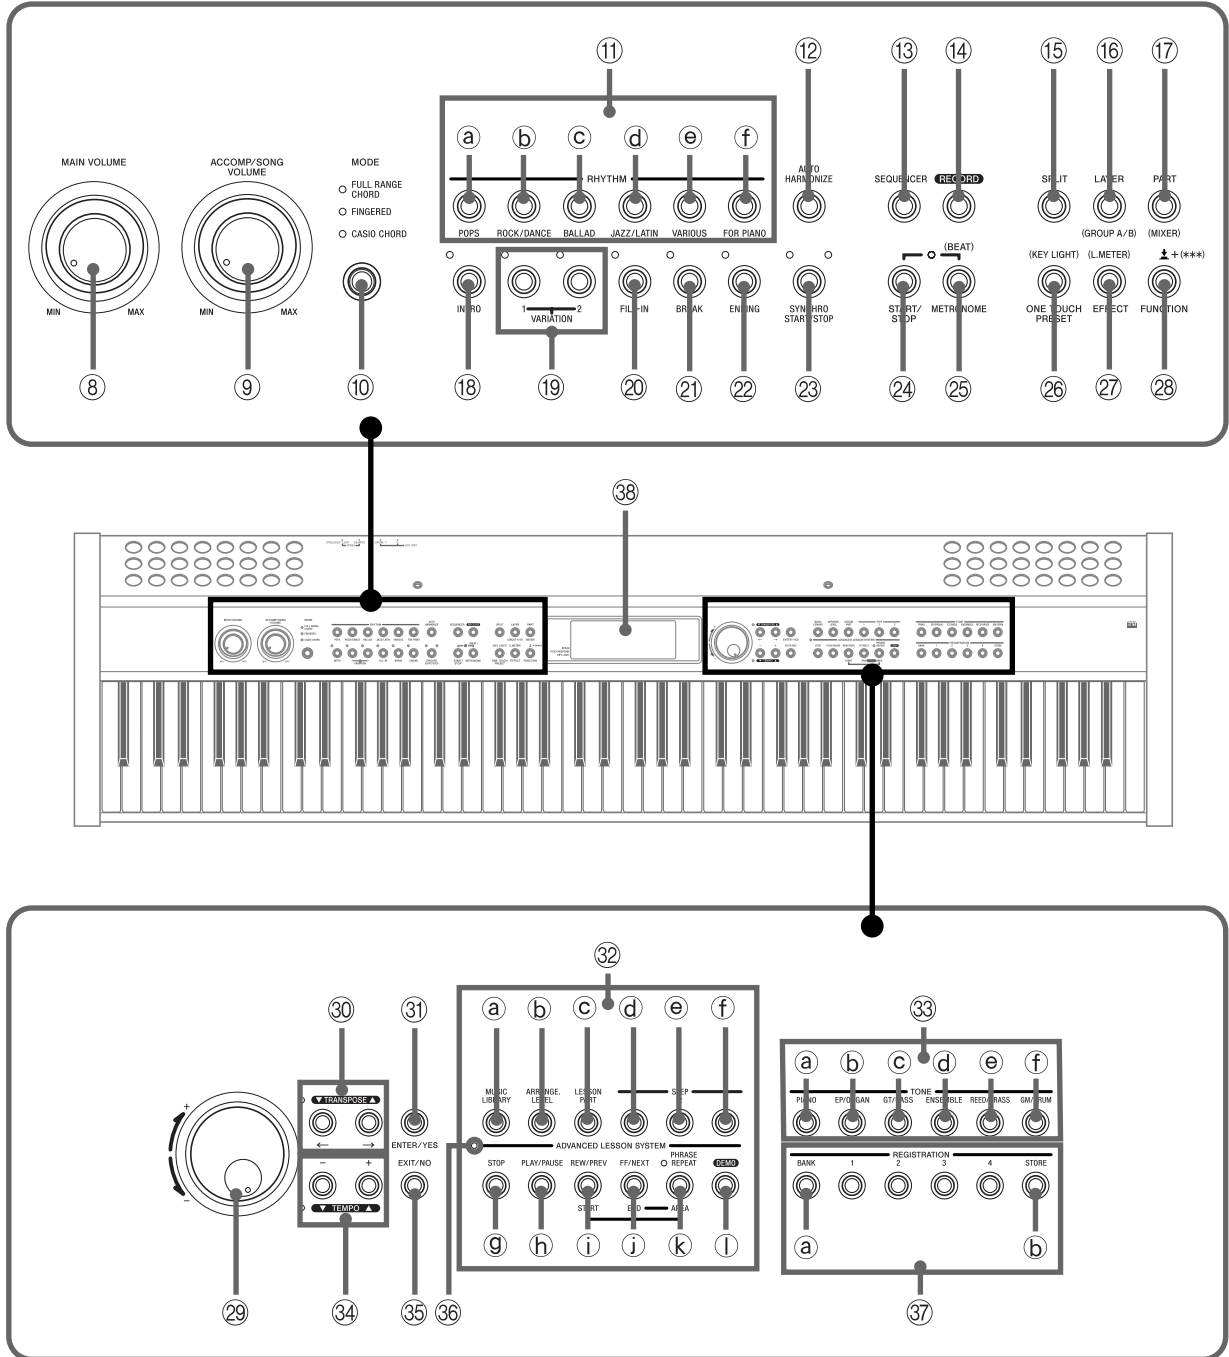 ⑪ ⑫ ⑬ ⑭ ⑮ ⑯ ⑰
ⓐ ⓑ ⓒ ⓓ ⓔ ⓕ
MAIN VOLUME
ACCOMP/SONG
VOLUME
MODE
FULL RANGE
CHORD
FINGERED
CASIO CHORD
MIN MAX
MIN MAX
RHYTHM
POPS ROCK/DANCE BALLAD JAZZ/LATIN VARIOUS FOR PIANO
AUTO
HARMONIZE
SEQUENCER RECORD
SPLIT LAYER PART
(GROUP A/B) (MIXER)
INTRO
1 2
VARIATION
FILL-IN BREAK ENDING
SYNCHRO
START/STOP
(BEAT)
START/
STOP
METRONOME
(KEY LIGHT) (L.METER) +(***)
ONE TOUCH
PRESET
EFFECT FUNCTION
⑧ ⑨ ⑩ ⑱ ⑲ ⑳ ㉑ ㉒ ㉓ ㉔ ㉕ ㉖ ㉗ ㉘
㊳
㉚ ㉛ ㉜ ㉝
ⓐ ⓑ ⓒ ⓓ ⓔ ⓕ
ⓐ ⓑ ⓒ ⓓ ⓔ ⓕ
+
−
▼ TRANSPOSE ▲
← →
− +
▼ TEMPO ▲
ENTER/YES
EXIT/NO
MUSIC
LIBRARY
ARRANGE.
LEVEL
LESSON
PART
STEP
ADVANCED LESSON SYSTEM
STOP PLAY/PAUSE REW/PREV FF/NEXT
PHRASE
REPEAT
DEMO
START END AREA
ⓖ ⓗ ⓘ ⓙ ⓚ ⓛ
TONE
PIANO EP/ORGAN GT/BASS ENSEMBLE REED/BRASS GM/DRUM
REGISTRATION
BANK 1 2 3 4 STORE
ⓐ ⓑ
㉙ ㉞ ㉟ ㊱ ㊲